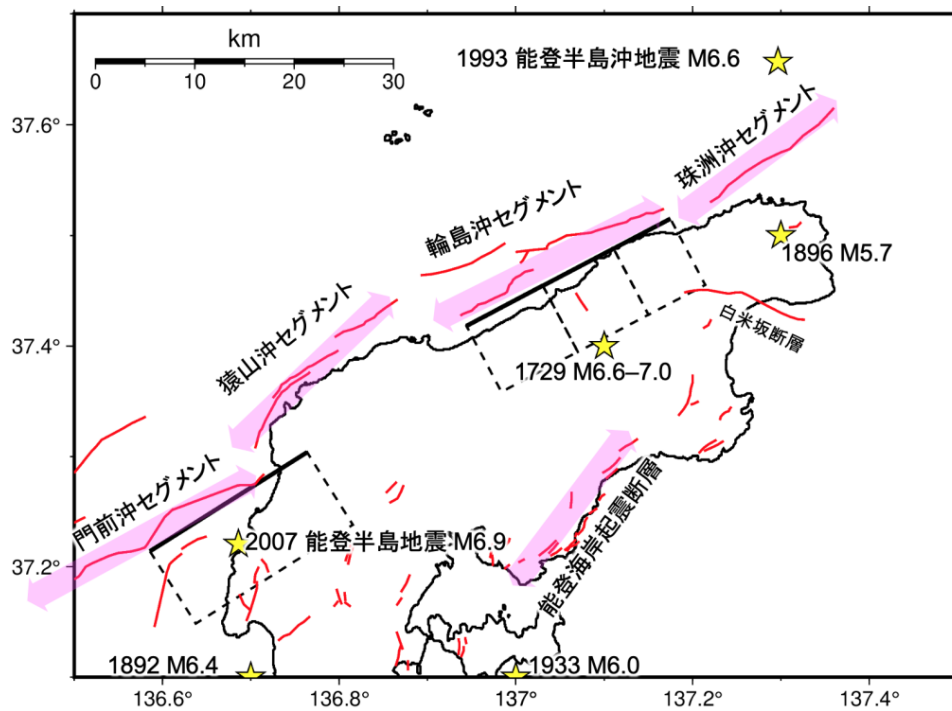 km
0 10 20 30
1993 能登半島沖地震 M6.6
37.6°
珠洲沖セグメント
輪島沖セグメント
1896 M5.7
白米坂断層
37.4°
猿山沖セグメント
1729 M6.6–7.0
門前沖セグメント
2007 能登半島地震 M6.9
37.2°
能登海岸起震断層
1892 M6.4
1933 M6.0
136.6° 136.8° 137° 137.2° 137.4°